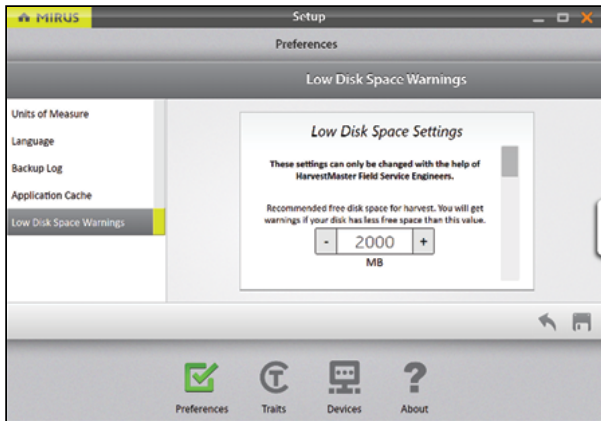 MIRUS
Setup
Preferences
Low Disk Space Warnings
Units of Measure
Language
Backup Log
Application Cache
Low Disk Space Warnings
Low Disk Space Settings
These settings can only be changed with the help of
HarvestMaster Field Service Engineers.
Recommended free disk space for harvest. You will get
warnings if your disk has less free space than this value.
- 2000 +
MB
Preferences Traits Devices About